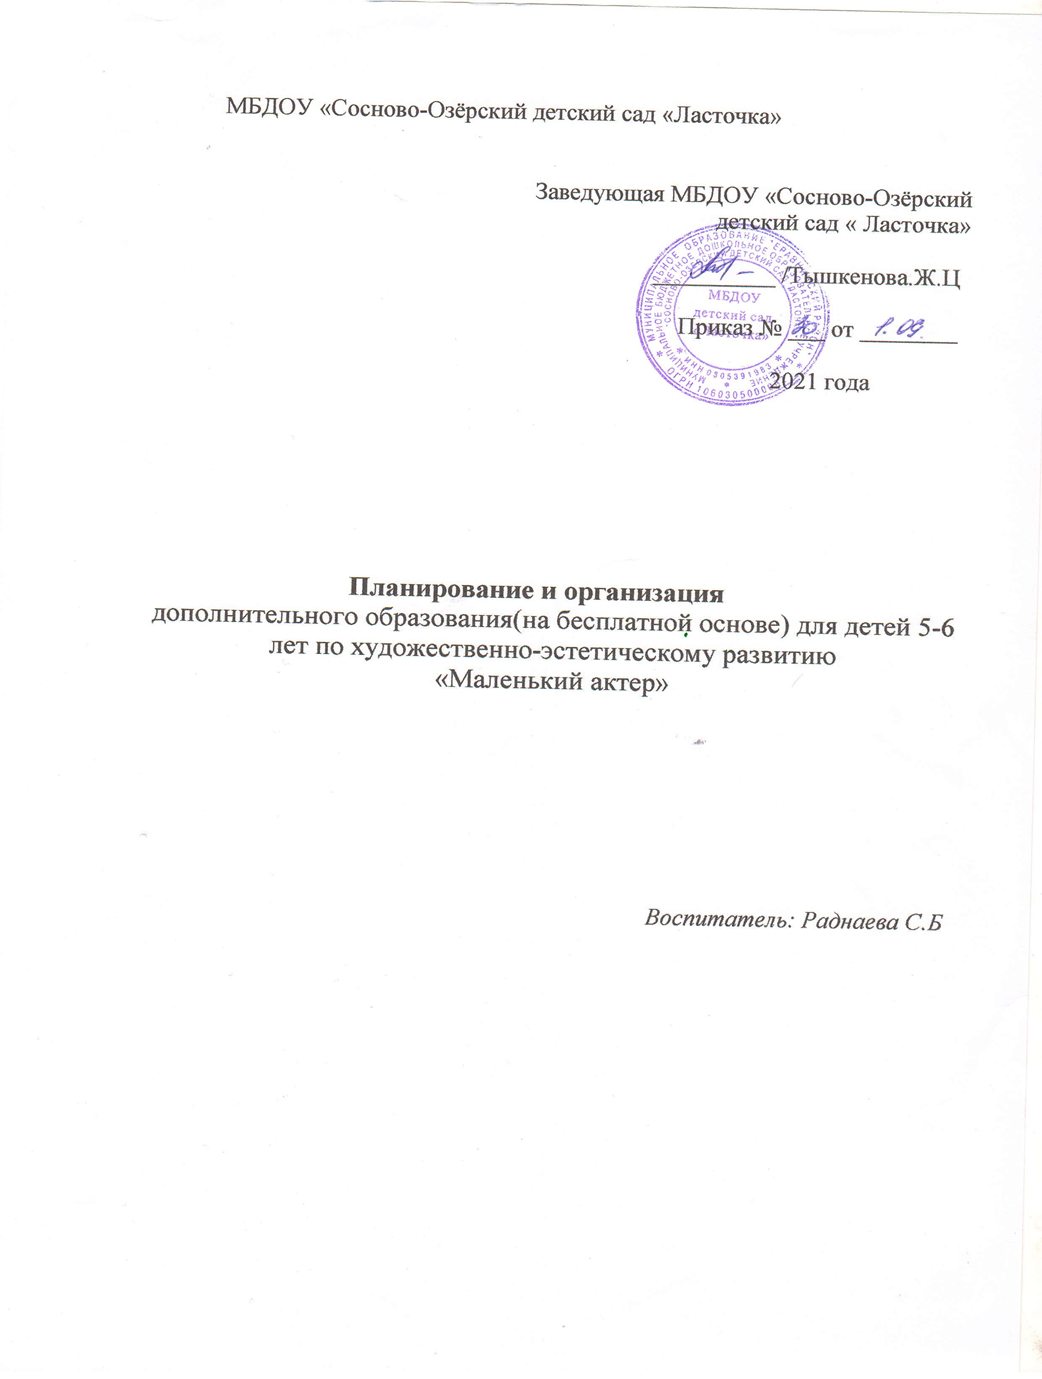 МБДОУ «Сосново-Озёрский детский сад «Ласточка»
Заведующая МБДОУ «Сосново-Озёрский
детский сад « Ласточка»
/Тышкенова.Ж.Ц
Приказ № от 1.09
2021 года
МУНИЦИПАЛЬНОЕ ОБРАЗОВАНИЕ
МБДОУ
детский сад
Планирование и организация
дополнительного образования(на бесплатной основе) для детей 5-6
лет по художественно-эстетическому развитию
«Маленький актер»
Воспитатель: Раднаева С.Б